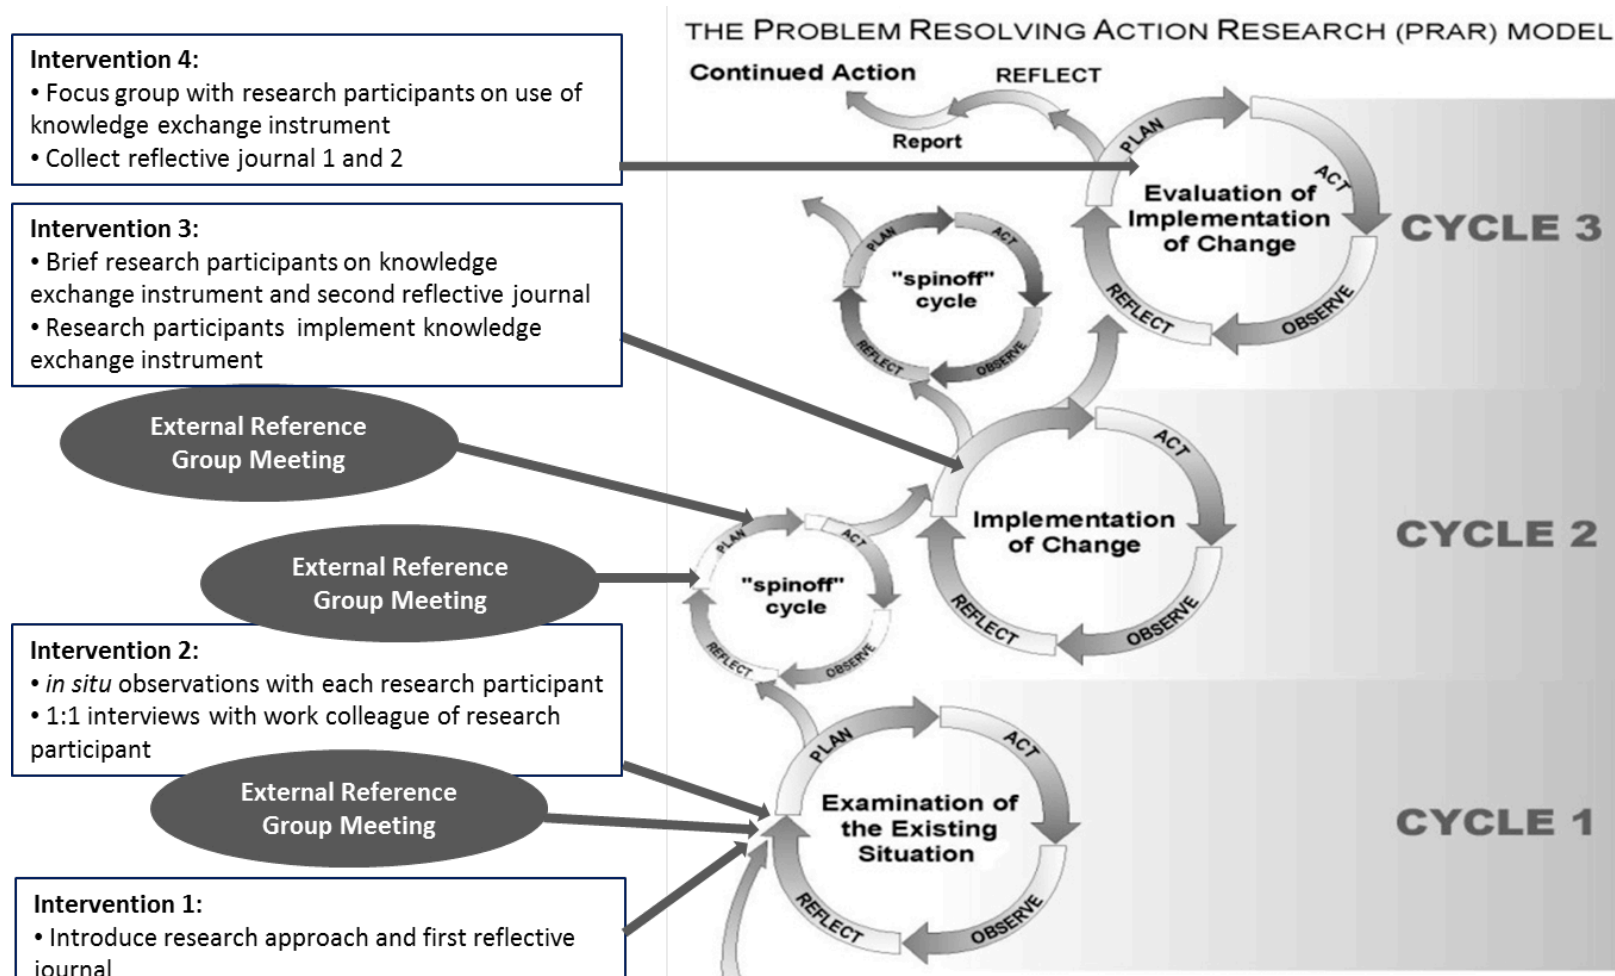 THE PROBLEM RESOLVING ACTION RESEARCH (PRAR) MODEL
Intervention 4:
• Focus group with research participants on use of
knowledge exchange instrument
• Collect reflective journal 1 and 2
Intervention 3:
• Brief research participants on knowledge
exchange instrument and second reflective journal
• Research participants implement knowledge
exchange instrument
External Reference
Group Meeting
External Reference
Group Meeting
Intervention 2:
• in situ observations with each research participant
• 1:1 interviews with work colleague of research
participant
External Reference
Group Meeting
Intervention 1:
• Introduce research approach and first reflective
journal
Continued Action
REFLECT
Report
PLAN
ACT
OBSERVE
REFLECT
Evaluation of
Implementation
of Change
CYCLE 3
PLAN
ACT
OBSERVE
REFLECT
"spinoff"
cycle
ACT
OBSERVE
REFLECT
Implementation
of Change
CYCLE 2
PLAN
ACT
OBSERVE
REFLECT
"spinoff"
cycle
PLAN
ACT
OBSERVE
REFLECT
Examination of
the Existing
Situation
CYCLE 1